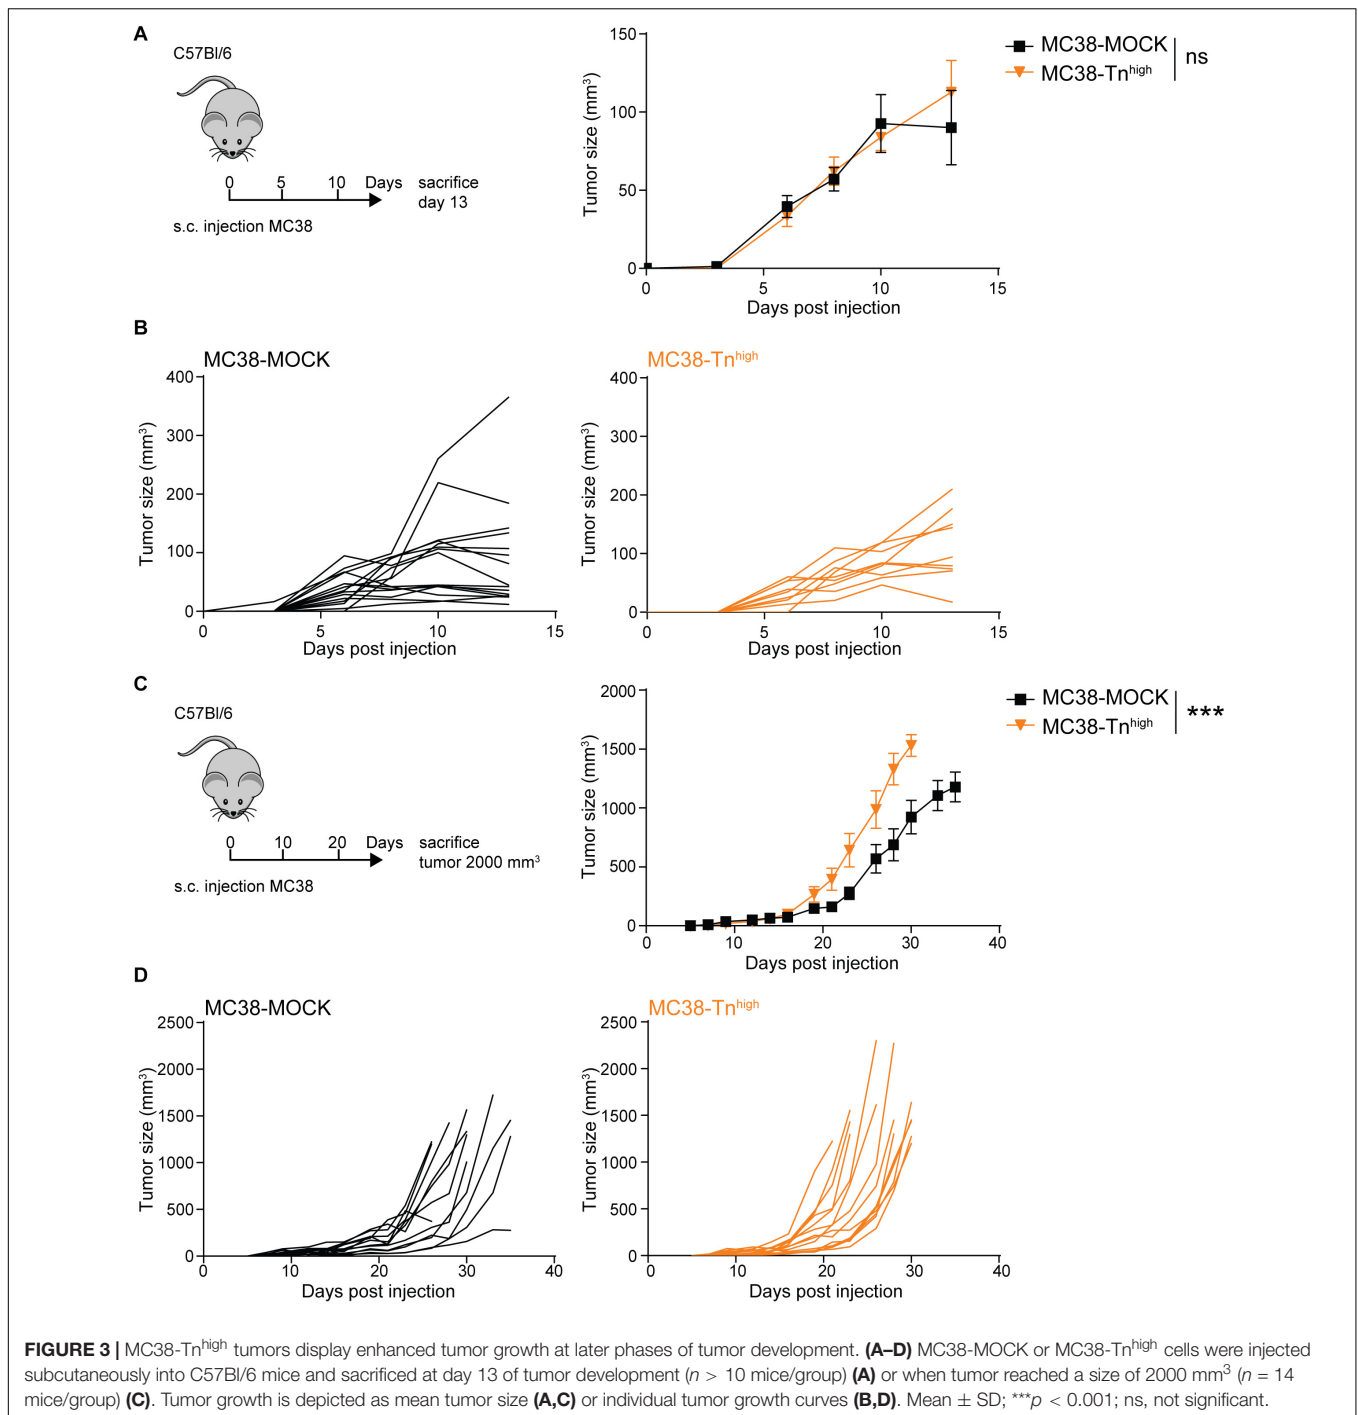 A
C57Bl/6
0 5 10 Days sacrifice
day 13
s.c. injection MC38
Tumor size (mm³)
150
100
50
0
0 5 10 15
Days post injection
MC38-MOCK
MC38-Tnhigh
ns
B
MC38-MOCK
Tumor size (mm³)
400
300
200
100
0
0 5 10 15
Days post injection
MC38-Tnhigh
Tumor size (mm³)
400
300
200
100
0
0 5 10 15
Days post injection
C
C57Bl/6
0 10 20 Days sacrifice
tumor 2000 mm³
s.c. injection MC38
Tumor size (mm³)
2000
1500
1000
500
0
0 10 20 30 40
Days post injection
MC38-MOCK
MC38-Tnhigh
***
D
MC38-MOCK
Tumor size (mm³)
2500
2000
1500
1000
500
0
0 10 20 30 40
Days post injection
MC38-Tnhigh
Tumor size (mm³)
2500
2000
1500
1000
500
0
0 10 20 30 40
Days post injection
FIGURE 3 | MC38-Tnhigh tumors display enhanced tumor growth at later phases of tumor development. (A–D) MC38-MOCK or MC38-Tnhigh cells were injected
subcutaneously into C57Bl/6 mice and sacrificed at day 13 of tumor development (n > 10 mice/group) (A) or when tumor reached a size of 2000 mm³ (n = 14
mice/group) (C). Tumor growth is depicted as mean tumor size (A,C) or individual tumor growth curves (B,D). Mean ± SD; ***p < 0.001; ns, not significant.